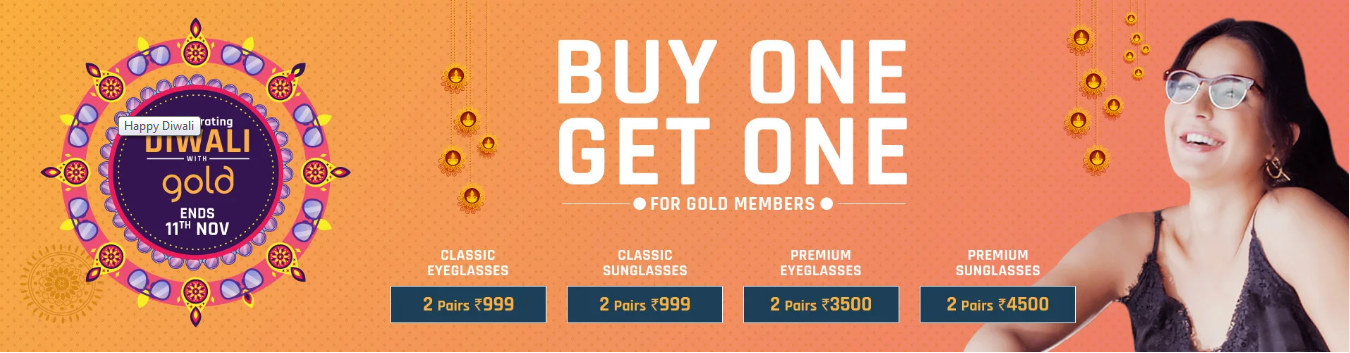 Happy Diwali
rating
DIWALI
WITH
gold
ENDS
11TH NOV
BUY ONE
GET ONE
FOR GOLD MEMBERS
CLASSIC
EYEGLASSES
2 Pairs ₹999
CLASSIC
SUNGLASSES
2 Pairs ₹999
PREMIUM
EYEGLASSES
2 Pairs ₹3500
PREMIUM
SUNGLASSES
2 Pairs ₹4500